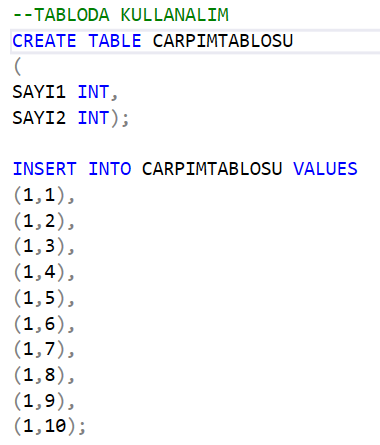 --TABLODA KULLANALIM
CREATE TABLE CARPIMTABLOSU
(
SAYI1 INT,
SAYI2 INT);
INSERT INTO CARPIMTABLOSU VALUES
(1,1),
(1,2),
(1,3),
(1,4),
(1,5),
(1,6),
(1,7),
(1,8),
(1,9),
(1,10);